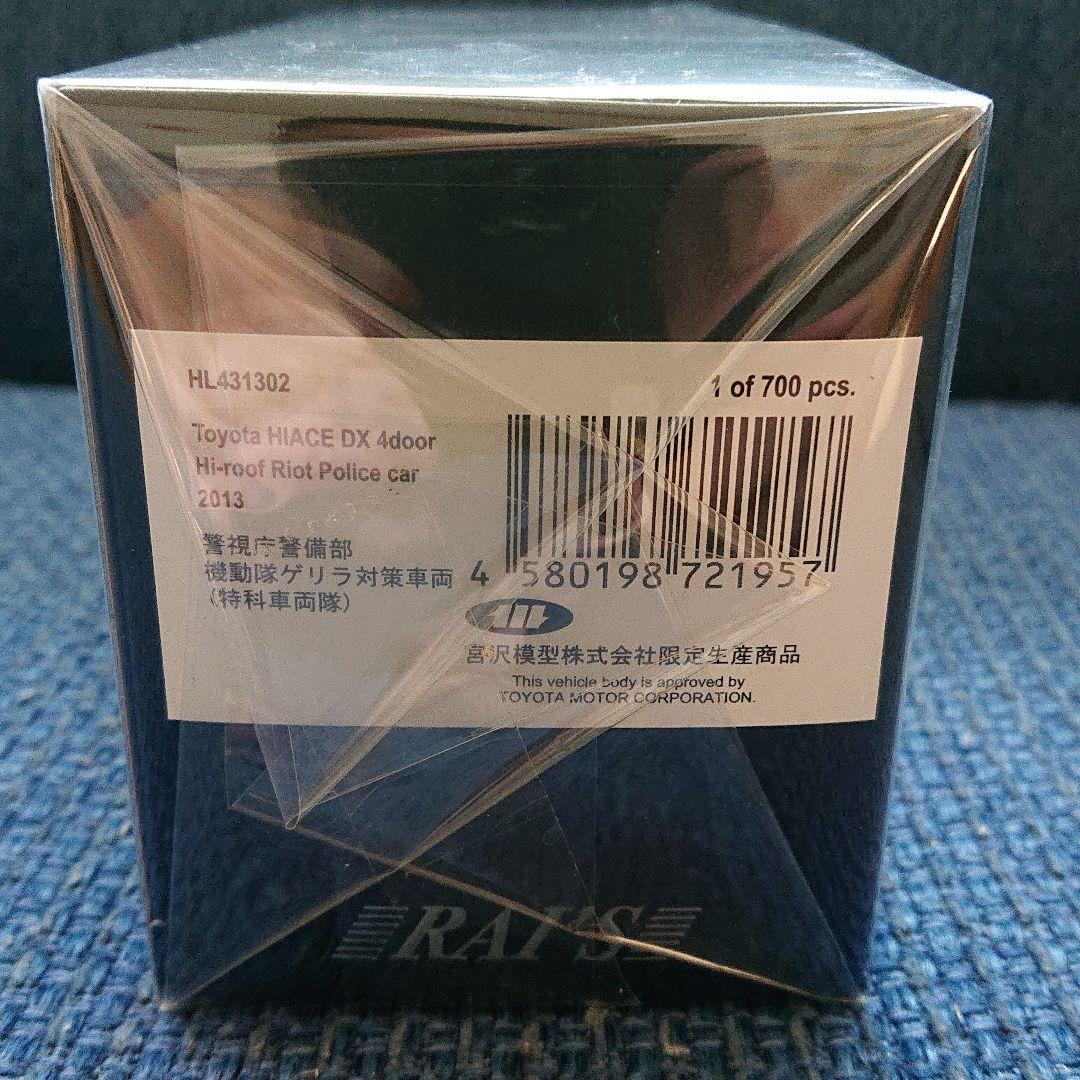 HL431302
1 of 700 pcs.
Toyota HIACE DX 4door
Hi-roof Riot Police car
2013
警視庁警備部
機動隊ゲリラ対策車両
(特科車両隊)
4 580198 721957
宮沢模型株式会社限定生産商品
This vehicle body is approved by
TOYOTA MOTOR CORPORATION.
RAI'S